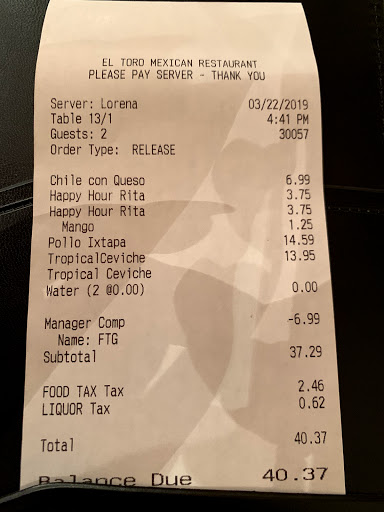 EL TORO MEXICAN RESTAURANT
PLEASE PAY SERVER - THANK YOU
Server: Lorena 03/22/2019
Table 13/1 4:41 PM
Guests: 2 30057
Order Type: RELEASE
Chile con Queso 6.99
Happy Hour Rita 3.75
Happy Hour Rita 3.75
Mango 1.25
Pollo Ixtapa 14.59
TropicalCeviche 13.95
Tropical Ceviche
Water (2 @0.00) 0.00
Manager Comp -6.99
Name: FTG
Subtotal 37.29
FOOD TAX Tax 2.46
LIQUOR Tax 0.62
Total 40.37
Balance Due 40.37